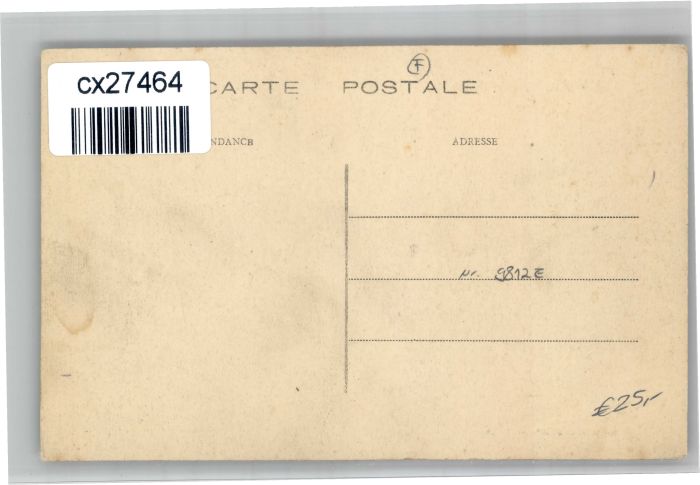 F
cx27464
CARTE POSTALE
NDANCE
ADRESSE
Nr. 9812E
€25,-